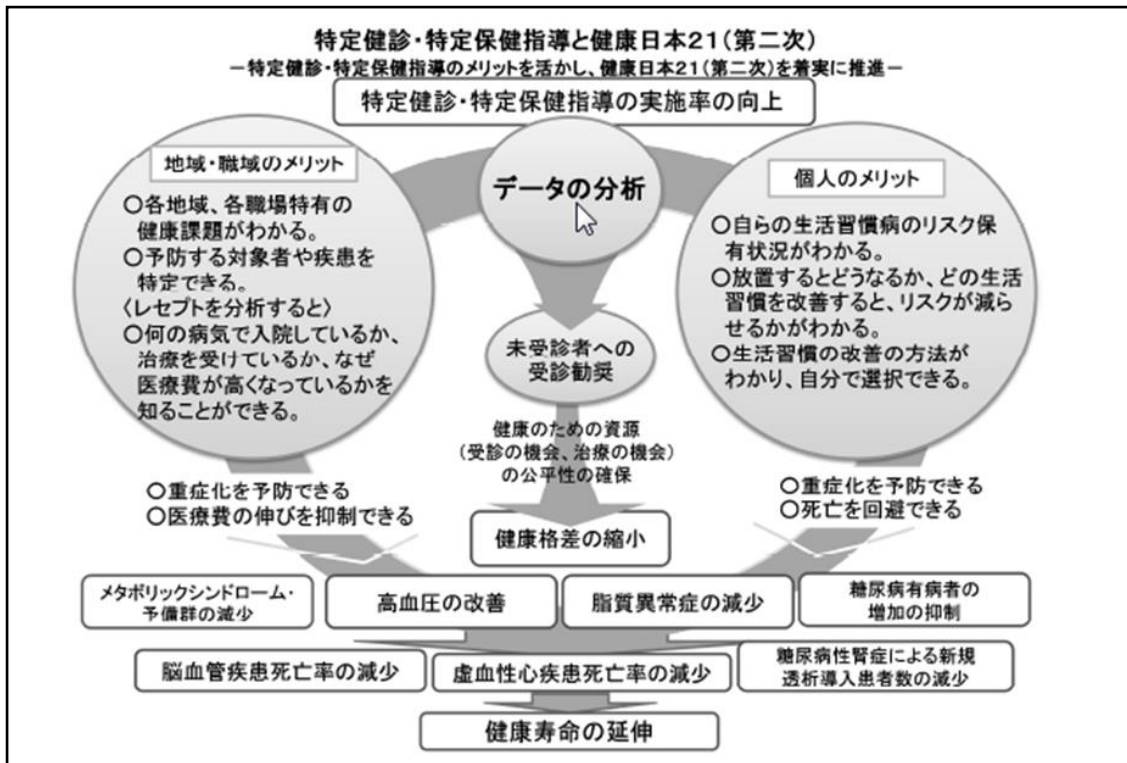 特定健診・特定保健指導と健康日本21(第二次)
－特定健診・特定保健指導のメリットを活かし、健康日本21(第二次)を着実に推進－
特定健診・特定保健指導の実施率の向上
地域・職域のメリット
〇各地域、各職場特有の
健康課題がわかる。
〇予防する対象者や疾患を
特定できる。
〈レセプトを分析すると〉
〇何の病気で入院しているか、
治療を受けているか、なぜ
医療費が高くなっているかを
知ることができる。
データの分析
個人のメリット
〇自らの生活習慣病のリスク保
有状況がわかる。
〇放置するとどうなるか、どの生活
習慣を改善すると、リスクが減ら
せるかがわかる。
〇生活習慣の改善の方法が
わかり、自分で選択できる。
未受診者への
受診勧奨
健康のための資源
(受診の機会、治療の機会)
の公平性の確保
〇重症化を予防できる
〇医療費の伸びを抑制できる
〇重症化を予防できる
〇死亡を回避できる
健康格差の縮小
メタボリックシンドローム・
予備群の減少
高血圧の改善
脂質異常症の減少
糖尿病有病者の
増加の抑制
脳血管疾患死亡率の減少
虚血性心疾患死亡率の減少
糖尿病性腎症による新規
透析導入患者数の減少
健康寿命の延伸